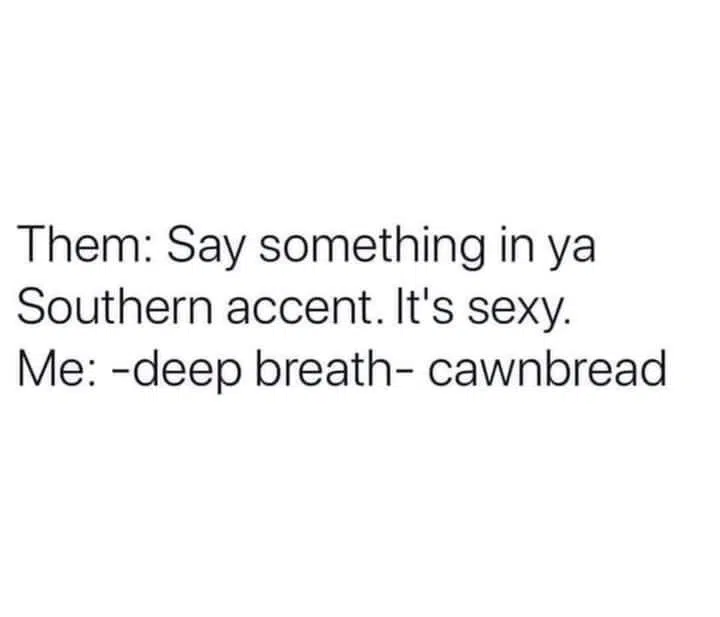 Them: Say something in ya
Southern accent. It's sexy.
Me: -deep breath- cawnbread